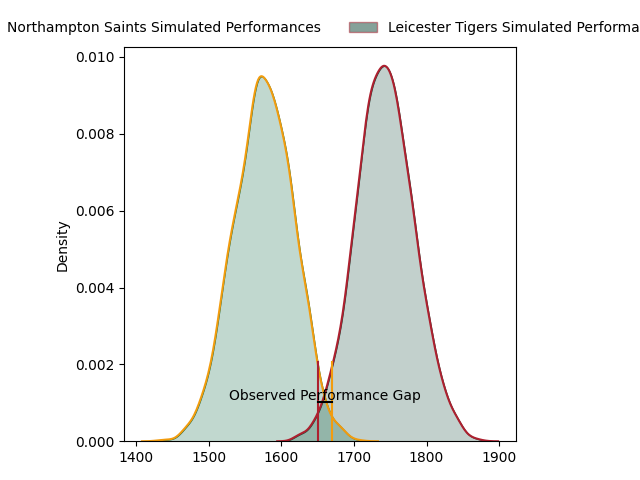 Northampton Saints Simulated Performances
Leicester Tigers Simulated Performa
0.010
0.008
0.006
0.004
0.002
0.000
Density
Observed Performance Gap
1400 1500 1600 1700 1800 1900